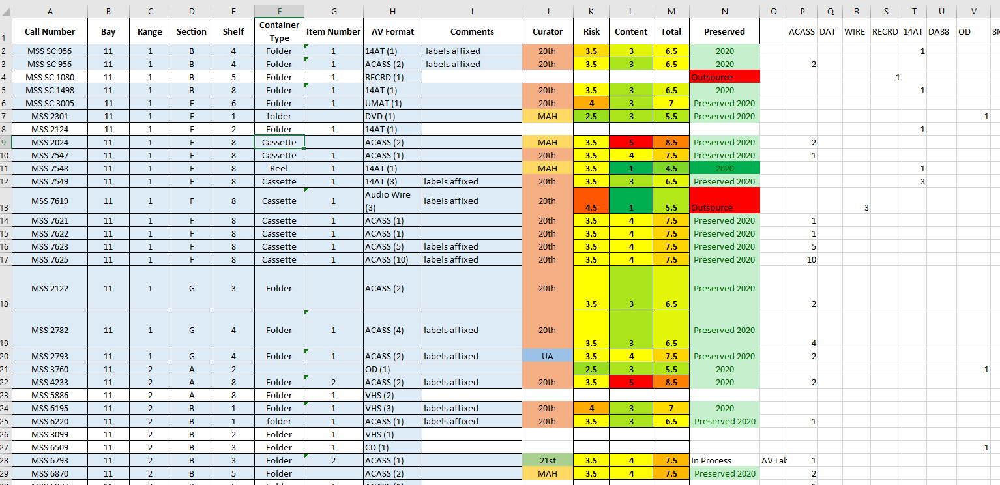 A B C D E F G H I J K L M N O P Q R S T U V
1 Call Number Bay Range Section Shelf Container Type Item Number AV Format Comments Curator Risk Content Total Preserved ACASS DAT WIRE RECRD 14AT DA88 OD 8M
2 MSS SC 956 11 1 B 4 Folder 1 14AT (1) labels affixed 20th 3.5 3 6.5 2020 1
3 MSS SC 956 11 1 B 4 Folder 1 ACASS (2) labels affixed 20th 3.5 3 6.5 2020 2
4 MSS SC 1080 11 1 B 5 Folder 1 RECRD (1) Outsource 1
5 MSS SC 1498 11 1 B 8 Folder 1 14AT (1) 20th 3.5 3 6.5 2020 1
6 MSS SC 3005 11 1 E 6 Folder 1 UMAT (1) 20th 4 3 7 Preserved 2020
7 MSS 2301 11 1 F 1 folder DVD (1) MAH 2.5 3 5.5 Preserved 2020 1
8 MSS 2124 11 1 F 2 Folder 1 14AT (1) 1
9 MSS 2024 11 1 F 8 Cassette ACASS (2) MAH 3.5 5 8.5 Preserved 2020 2
10 MSS 7547 11 1 F 8 Cassette 1 ACASS (1) 20th 3.5 4 7.5 Preserved 2020 1
11 MSS 7548 11 1 F 8 Reel 1 14AT (1) MAH 3.5 1 4.5 2020 1
12 MSS 7549 11 1 F 8 Cassette 1 14AT (3) labels affixed 20th 3.5 3 6.5 Preserved 2020 3
13 MSS 7619 11 1 F 8 Cassette 1 Audio Wire (3) labels affixed 20th 4.5 1 5.5 Outsource 3
14 MSS 7621 11 1 F 8 Cassette 1 ACASS (1) 20th 3.5 4 7.5 Preserved 2020 1
15 MSS 7622 11 1 F 8 Cassette 1 ACASS (1) 20th 3.5 4 7.5 Preserved 2020 1
16 MSS 7623 11 1 F 8 Cassette 1 ACASS (5) labels affixed 20th 3.5 4 7.5 Preserved 2020 5
17 MSS 7625 11 1 F 8 Cassette 1 ACASS (10) labels affixed 20th 3.5 4 7.5 Preserved 2020 10
18 MSS 2122 11 1 G 3 Folder ACASS (2) 20th 3.5 3 6.5 Preserved 2020 2
19 MSS 2782 11 1 G 4 Folder 1 ACASS (4) labels affixed 20th 3.5 3 6.5 Preserved 2020 4
20 MSS 2793 11 1 G 4 Folder 1 ACASS (2) labels affixed UA 3.5 4 7.5 Preserved 2020 2
21 MSS 3760 11 2 A 2 OD (1) 2.5 3 5.5 2020 1
22 MSS 4233 11 2 A 8 Folder 2 ACASS (2) labels affixed 20th 3.5 5 8.5 2020 2
23 MSS 5886 11 2 A 8 Folder 1 VHS (2)
24 MSS 6195 11 2 B 1 Folder 1 VHS (3) labels affixed 20th 4 3 7 2020
25 MSS 6220 11 2 B 1 folder 1 ACASS (1) labels affixed 20th 3.5 3 6.5 Preserved 2020 1
26 MSS 3099 11 2 B 2 Folder 1 VHS (1)
27 MSS 6509 11 2 B 3 Folder 1 CD (1) 1
28 MSS 6793 11 2 B 3 Folder 2 ACASS (1) 21st 3.5 4 7.5 In Process AV Lab 1
29 MSS 6870 11 2 B 5 Folder ACASS (2) MAH 3.5 4 7.5 Preserved 2020 2